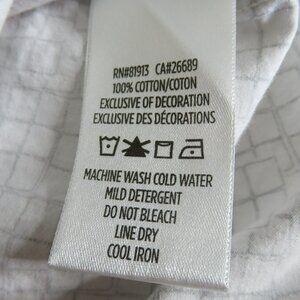 RN#81913 CA#26689
100% COTTON/COTON
EXCLUSIVE OF DECORATION
EXCLUSIVE DES DÉCORATIONS
MACHINE WASH COLD WATER
MILD DETERGENT
DO NOT BLEACH
LINE DRY
COOL IRON